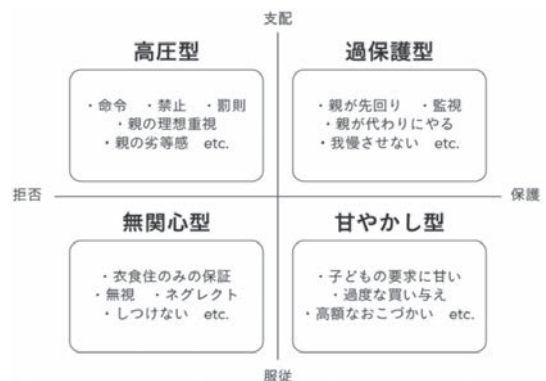 支配
高圧型
・命令 ・禁止 ・罰則
・親の理想重視
・親の劣等感 etc.
過保護型
・親が先回り ・監視
・親が代わりにやる
・我慢させない etc.
拒否
保護
無関心型
・衣食住のみの保証
・無視 ・ネグレクト
・しつけない etc.
甘やかし型
・子どもの要求に甘い
・過度な買い与え
・高額なおこづかい etc.
服従